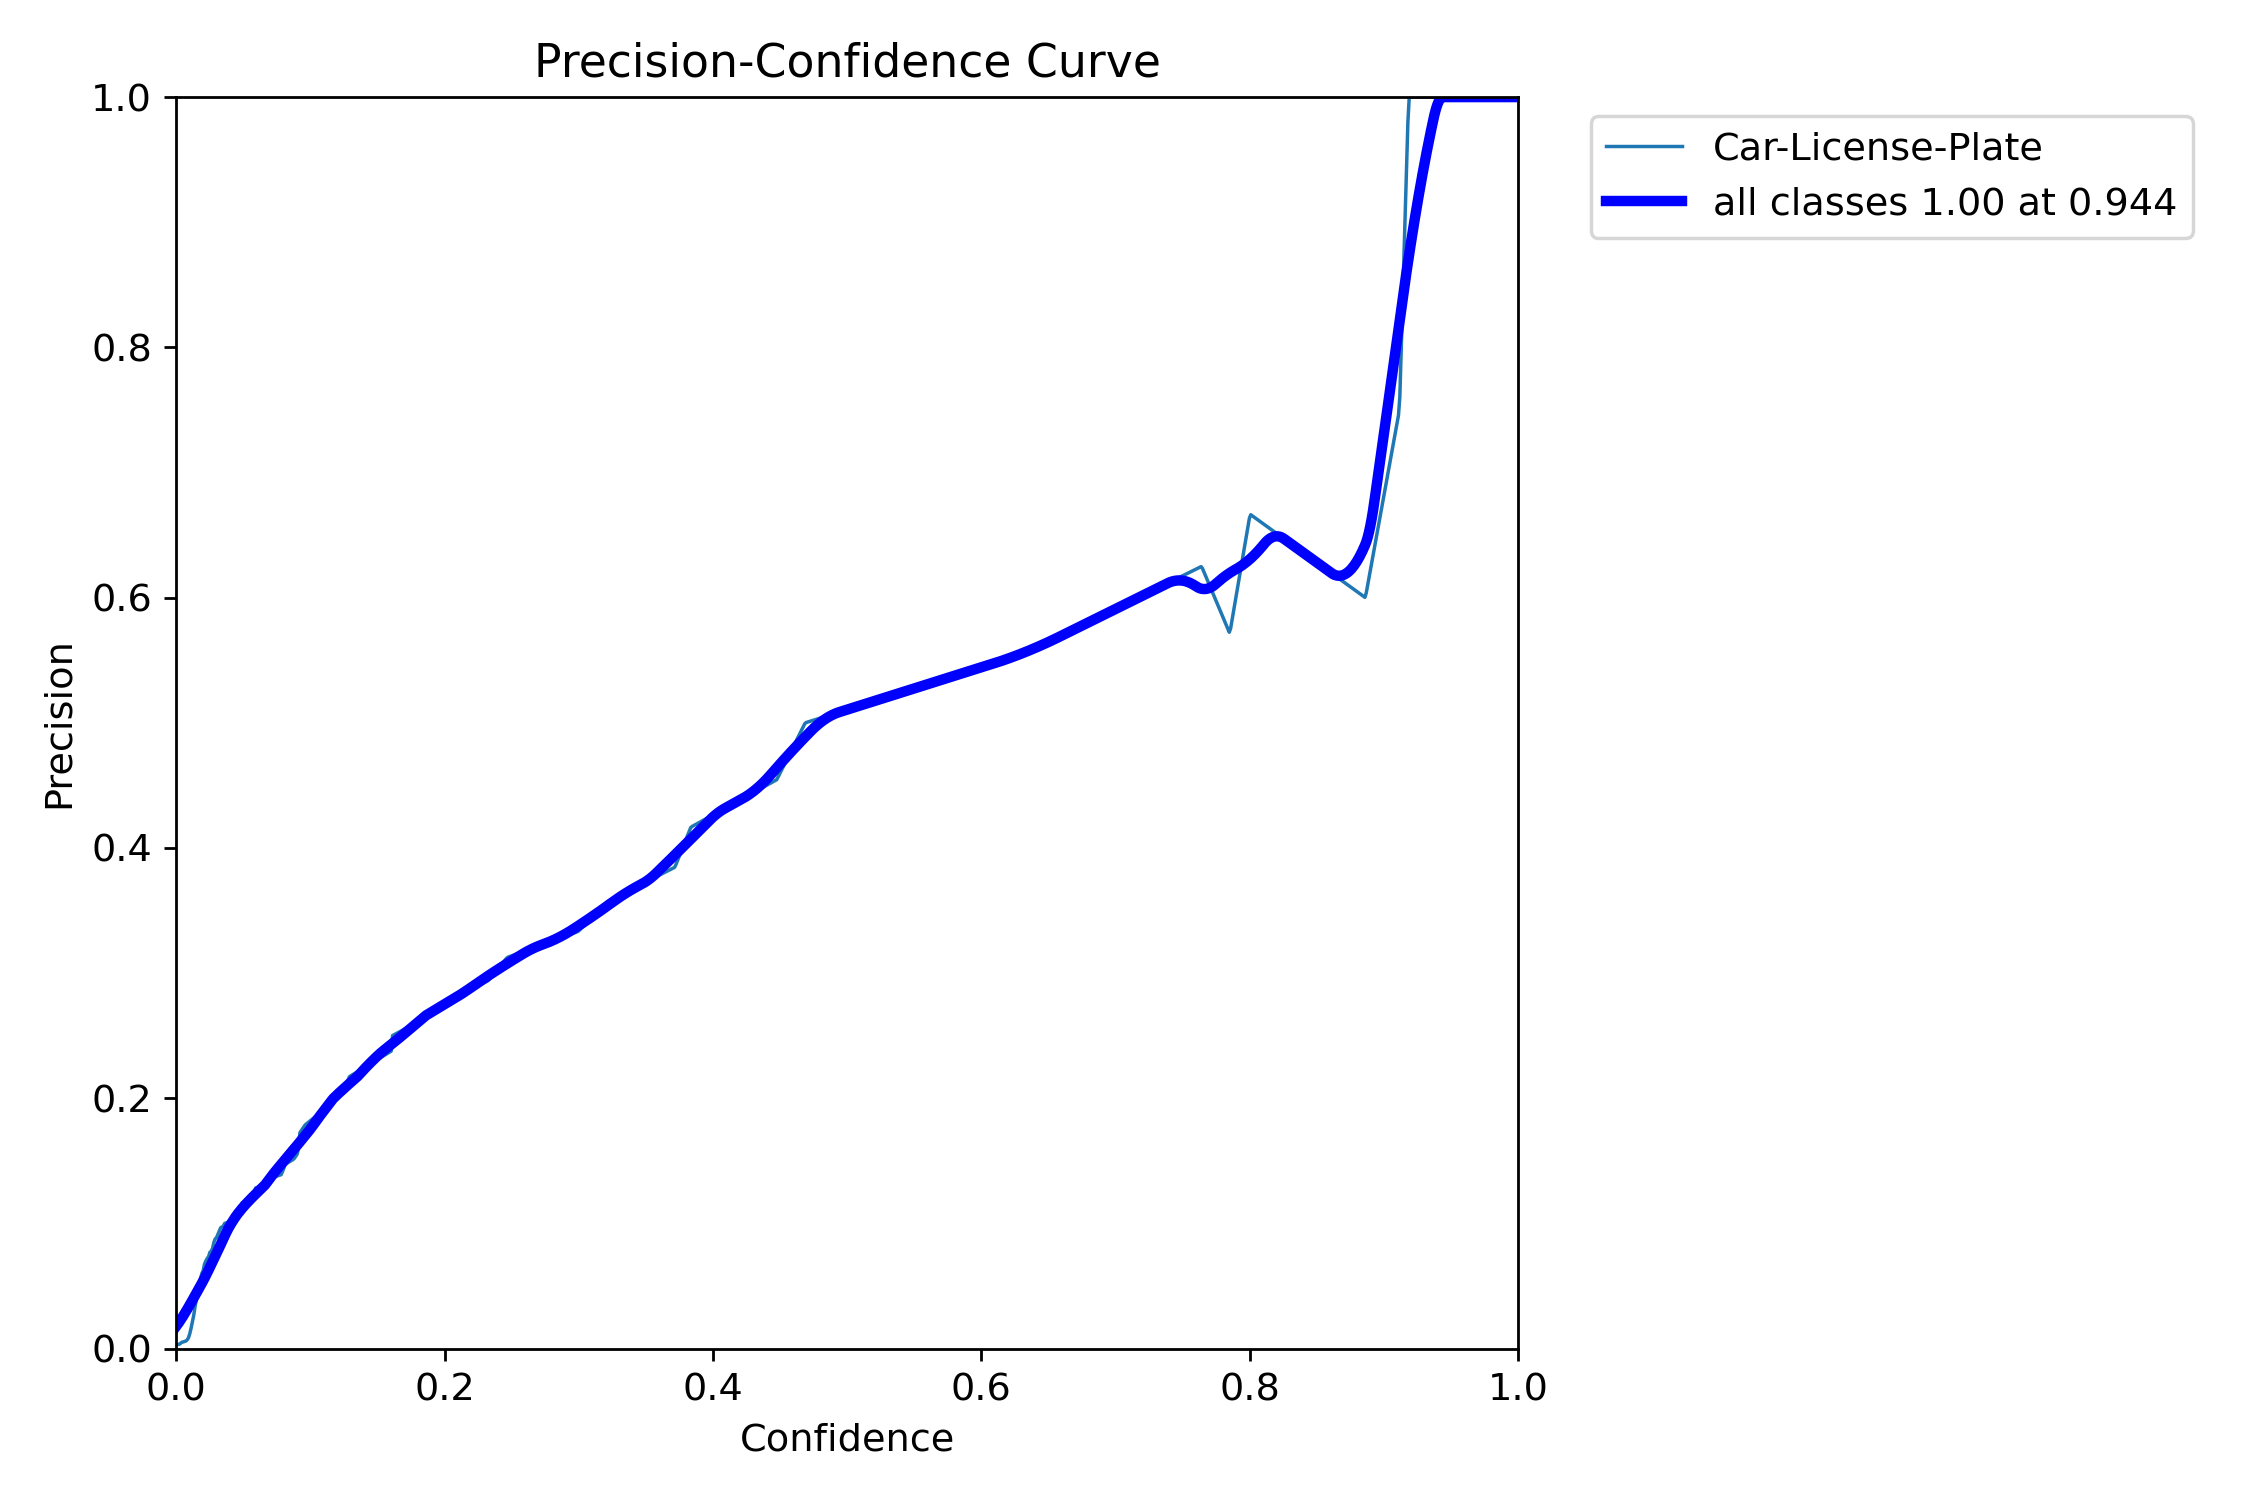 Precision-Confidence Curve
1.0
0.8
0.6
0.4
0.2
0.0
Precision
0.0 0.2 0.4 0.6 0.8 1.0
Confidence
Car-License-Plate
all classes 1.00 at 0.944